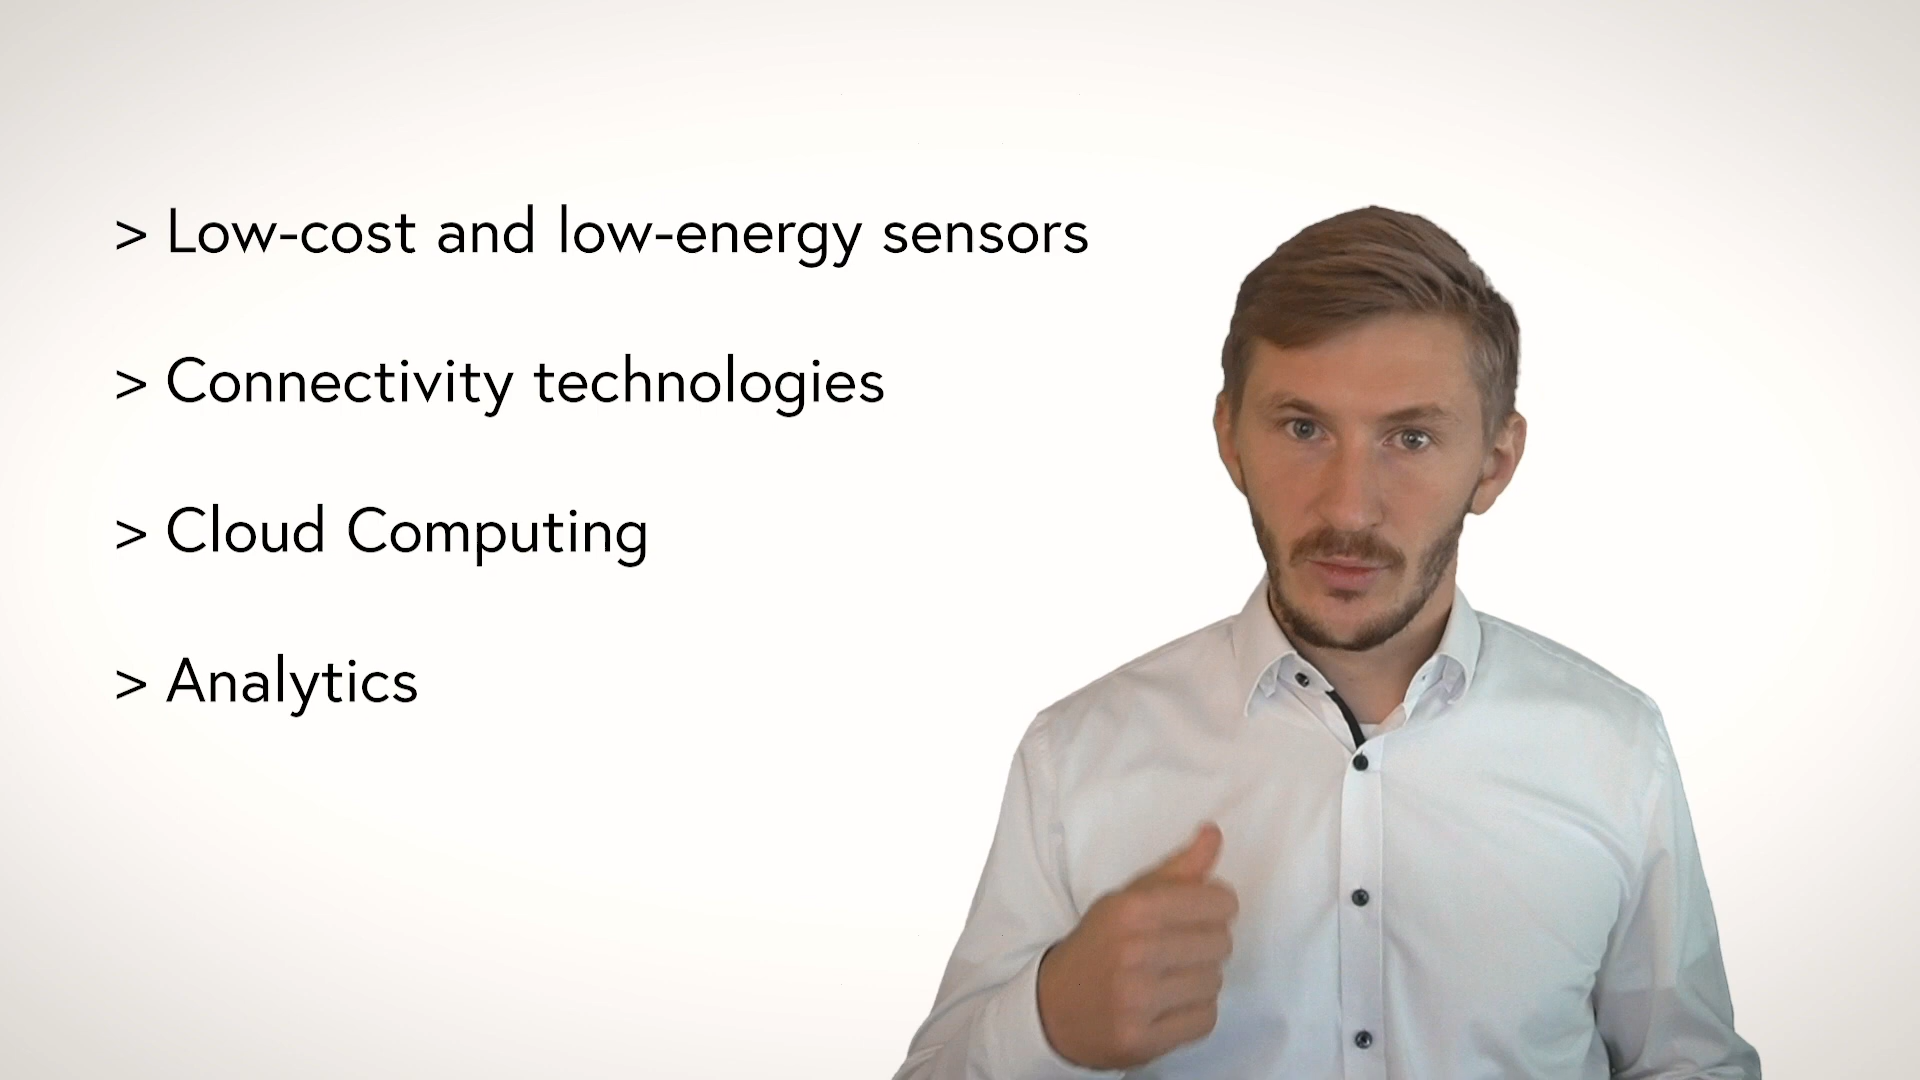 > Low-cost and low-energy sensors
> Connectivity technologies
> Cloud Computing
> Analytics